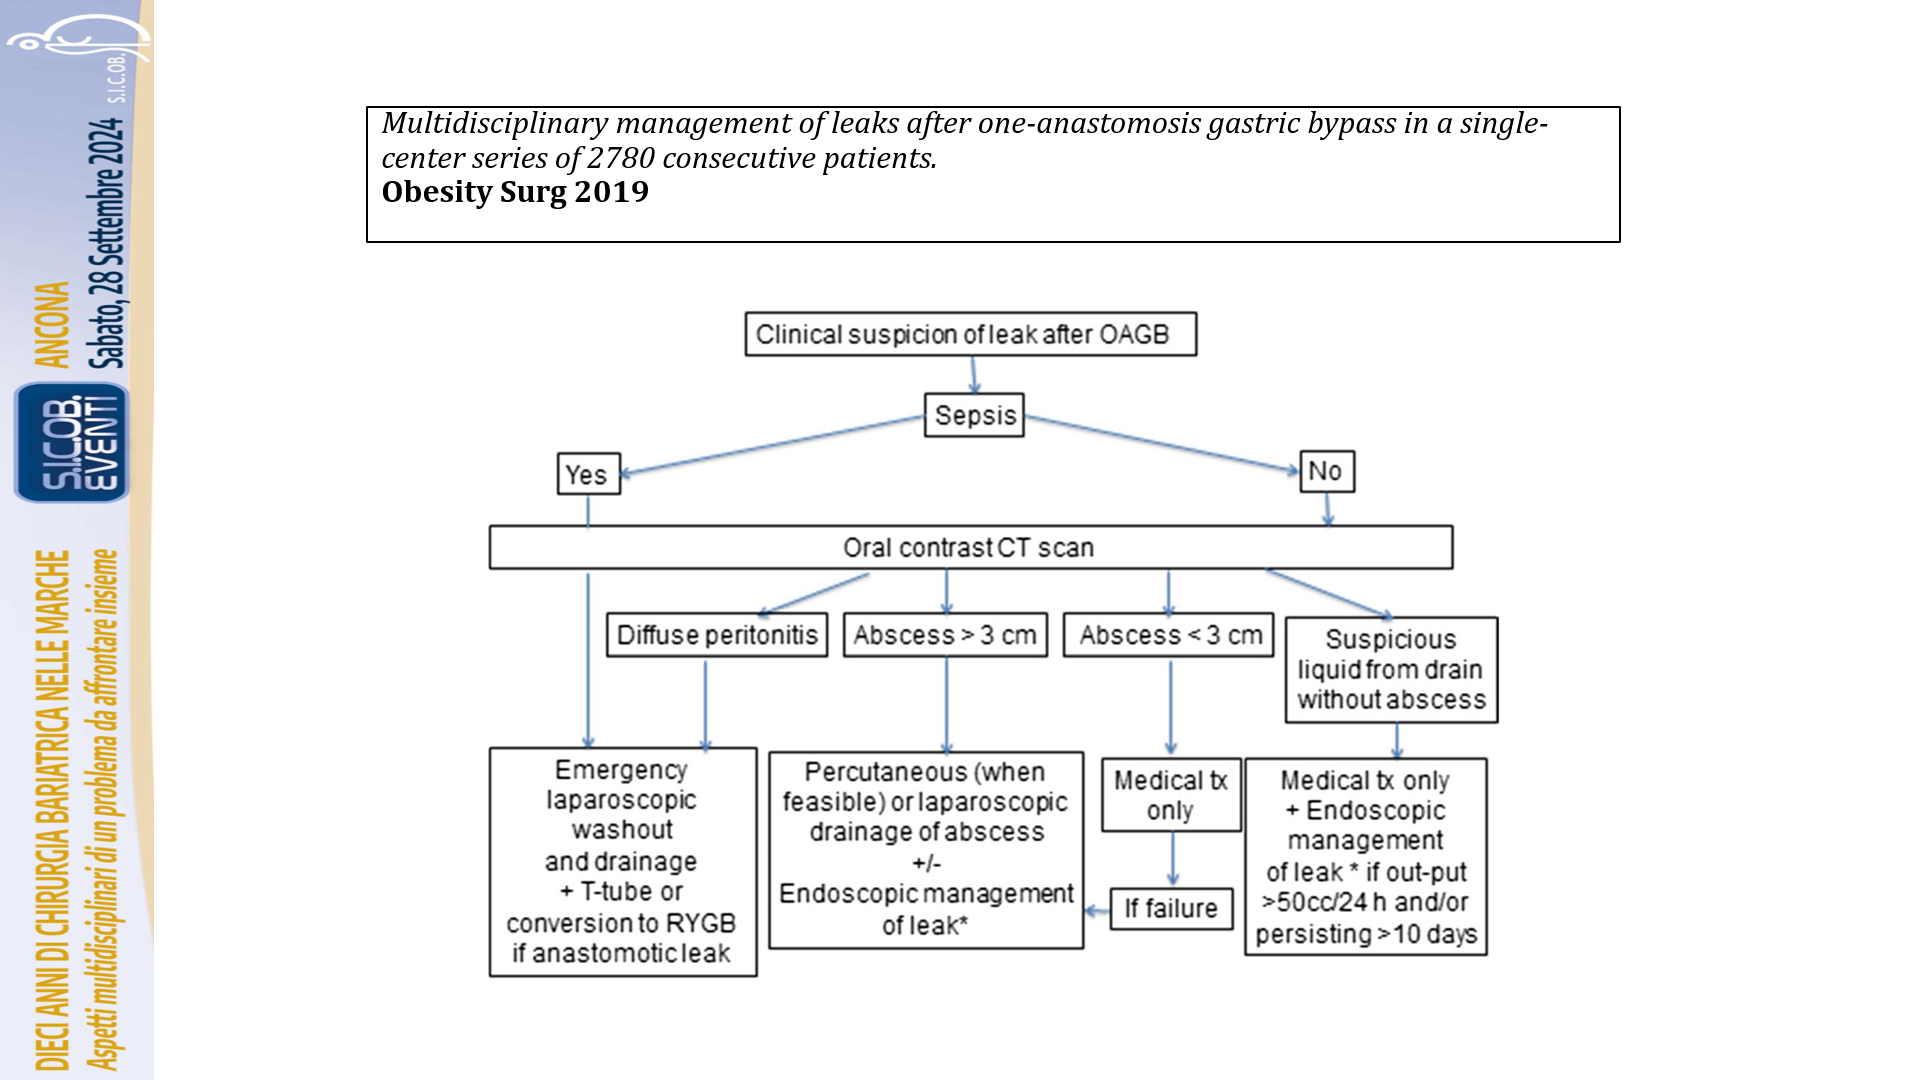 S.I.C.OB.
ANCONA
Sabato, 28 Settembre 2024
S.I.C.OB.
EVENTI
DIECI ANNI DI CHIRURGIA BARIATRICA NELLE MARCHE
Aspetti multidisciplinari di un problema da affrontare insieme
Multidisciplinary management of leaks after one-anastomosis gastric bypass in a single-
center series of 2780 consecutive patients.
Obesity Surg 2019
Clinical suspicion of leak after OAGB
Sepsis
Yes
No
Oral contrast CT scan
Diffuse peritonitis
Abscess > 3 cm
Abscess < 3 cm
Suspicious
liquid from drain
without abscess
Emergency
laparoscopic
washout
and drainage
+ T-tube or
conversion to RYGB
if anastomotic leak
Percutaneous (when
feasible) or laparoscopic
drainage of abscess
+/-
Endoscopic management
of leak*
Medical tx
only
If failure
Medical tx only
+ Endoscopic
management
of leak * if out-put
>50cc/24 h and/or
persisting >10 days